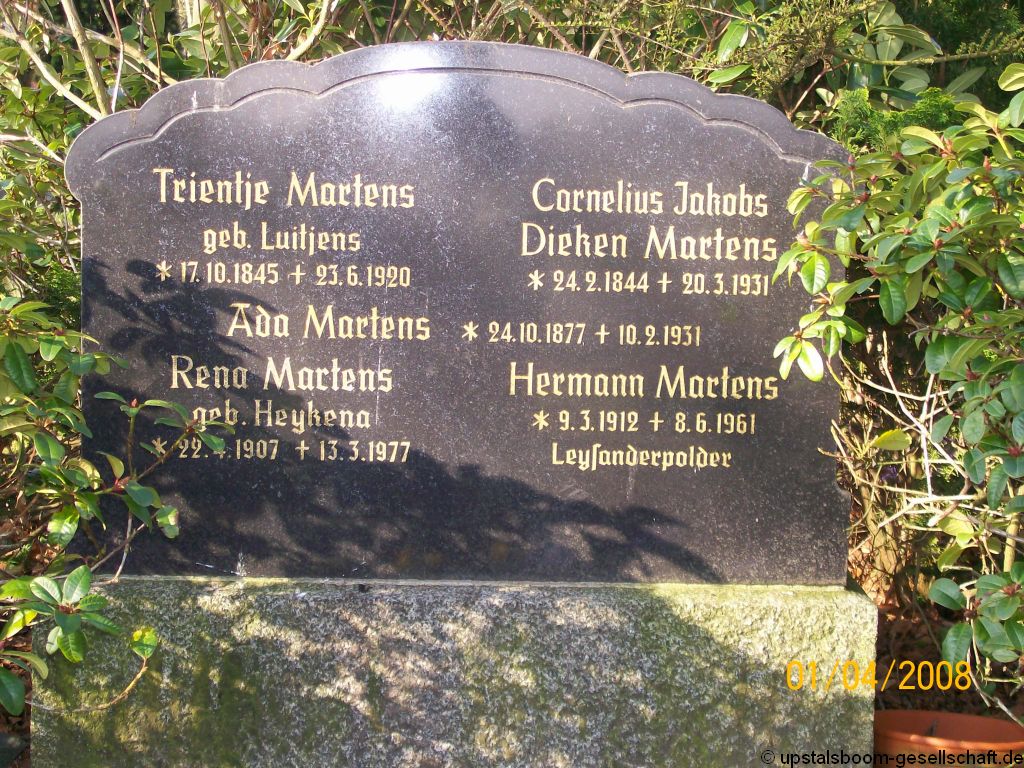 Trientje Martens
geb. Luitjens
* 17.10.1845 + 23.6.1920
Cornelius Jakobs
Dieken Martens
* 24.2.1844 + 20.3.1931
Ada Martens * 24.10.1877 + 10.2.1931
Rena Martens
geb. Heykena
* 22.4.1907 + 13.3.1977
Hermann Martens
* 9.3.1912 + 8.6.1961
Leyſanderpolder
01/04/2008
© upstalsboom-gesellschaft.de